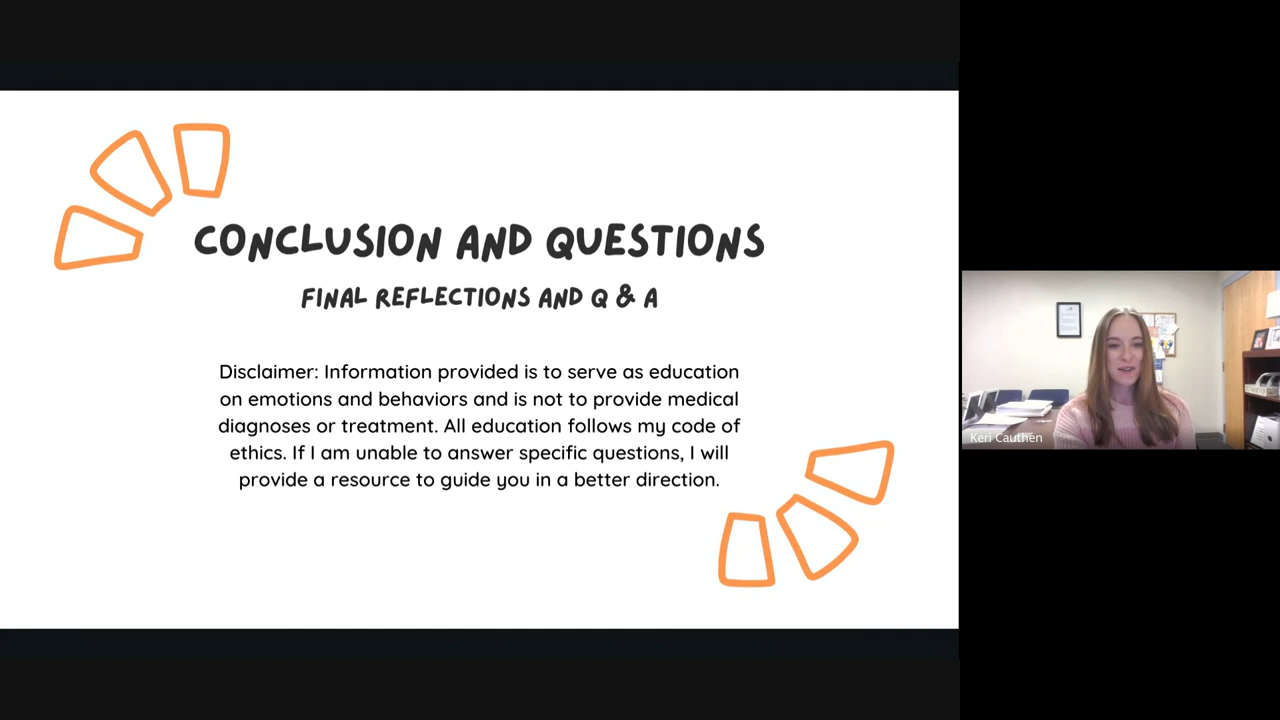 CONCLUSION AND QUESTIONS
FINAL REFLECTIONS AND Q & A
Disclaimer: Information provided is to serve as education
on emotions and behaviors and is not to provide medical
diagnoses or treatment. All education follows my code of
ethics. If I am unable to answer specific questions, I will
provide a resource to guide you in a better direction.
Keri Cauthen